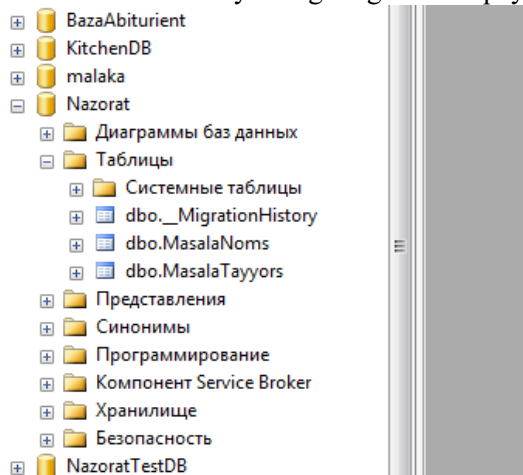 BazaAbiturient
KitchenDB
malaka
Nazorat
Диаграммы баз данных
Таблицы
Системные таблицы
dbo.__MigrationHistory
dbo.MasalaNoms
dbo.MasalaTayyors
Представления
Синонимы
Программирование
Компонент Service Broker
Хранилище
Безопасность
NazoratTestDB